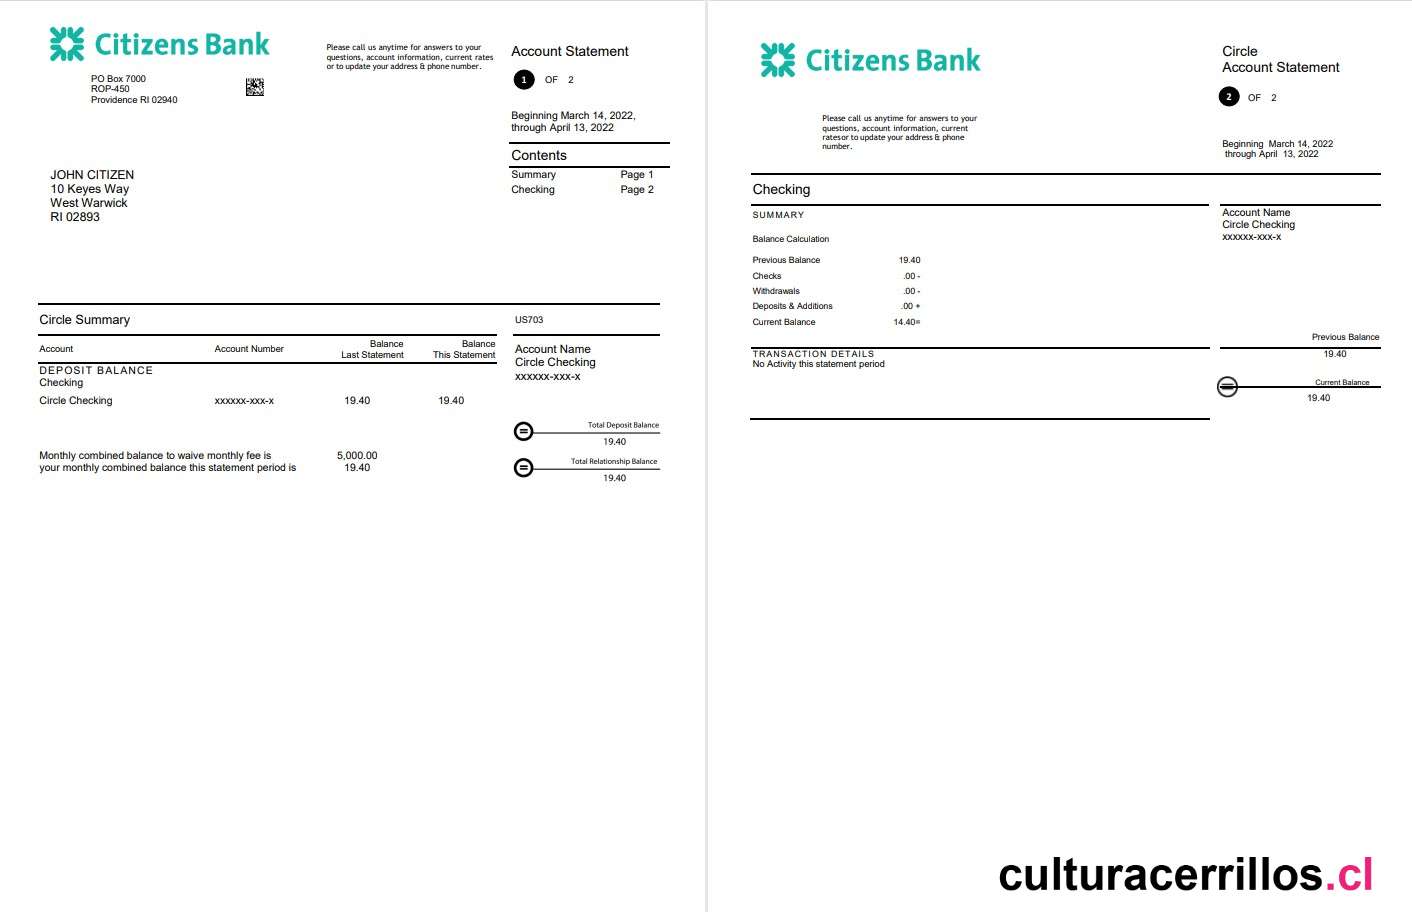 Citizens Bank
PO Box 7000
ROP-450
Providence RI 02940
Please call us anytime for answers to your
questions, account information, current rates
or to update your address & phone number.
Account Statement
1 OF 2
Beginning March 14, 2022,
through April 13, 2022
Contents
Summary Page 1
Checking Page 2
JOHN CITIZEN
10 Keyes Way
West Warwick
RI 02893
Circle Summary
US703
Account Account Number Balance Last Statement Balance This Statement
DEPOSIT BALANCE
Checking
Circle Checking xxxxxx-xxx-x 19.40 19.40
Monthly combined balance to waive monthly fee is 5,000.00
your monthly combined balance this statement period is 19.40
Account Name
Circle Checking
xxxxxx-xxx-x
Total Deposit Balance
=
19.40
Total Relationship Balance
=
19.40
Citizens Bank
Please call us anytime for answers to your
questions, account information, current
ratesor to update your address & phone
number.
Circle
Account Statement
2 OF 2
Beginning March 14, 2022
through April 13, 2022
Checking
SUMMARY
Balance Calculation
Previous Balance 19.40
Checks .00 -
Withdrawals .00 -
Deposits & Additions .00 +
Current Balance 14.40=
TRANSACTION DETAILS
No Activity this statement period
Account Name
Circle Checking
xxxxxx-xxx-x
Previous Balance
19.40
Current Balance
=
19.40
culturacerrillos.cl